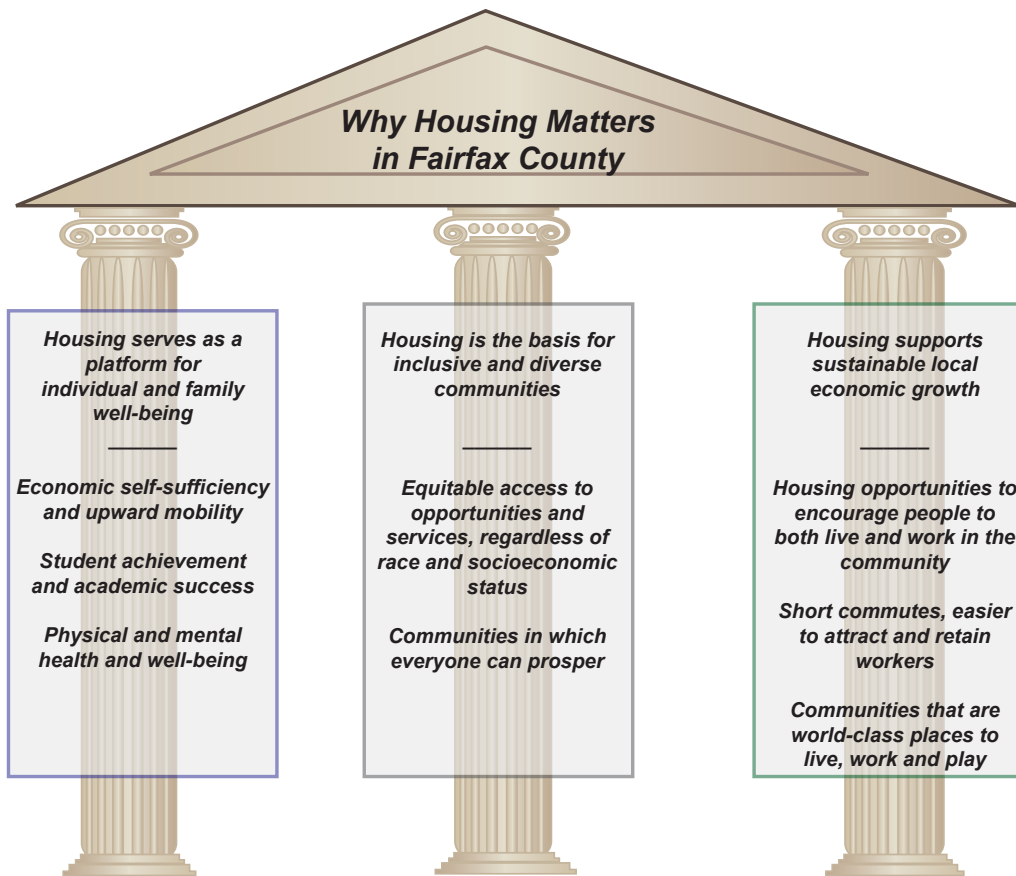 Why Housing Matters
in Fairfax County
Housing serves as a
platform for
individual and family
well-being
Economic self-sufficiency
and upward mobility
Student achievement
and academic success
Physical and mental
health and well-being
Housing is the basis for
inclusive and diverse
communities
Equitable access to
opportunities and
services, regardless of
race and socioeconomic
status
Communities in which
everyone can prosper
Housing supports
sustainable local
economic growth
Housing opportunities to
encourage people to
both live and work in the
community
Short commutes, easier
to attract and retain
workers
Communities that are
world-class places to
live, work and play